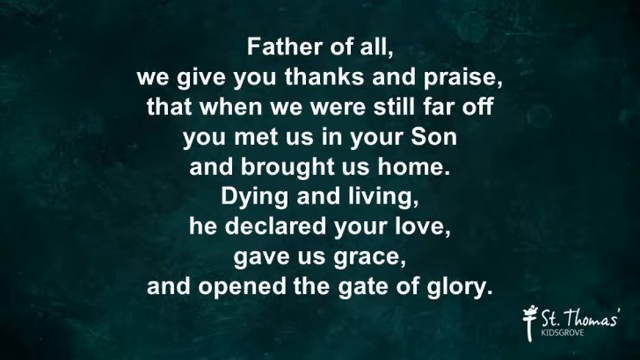 Father of all,
we give you thanks and praise,
that when we were still far off
you met us in your Son
and brought us home.
Dying and living,
he declared your love,
gave us grace,
and opened the gate of glory.
St. Thomas'
KIDSGROVE